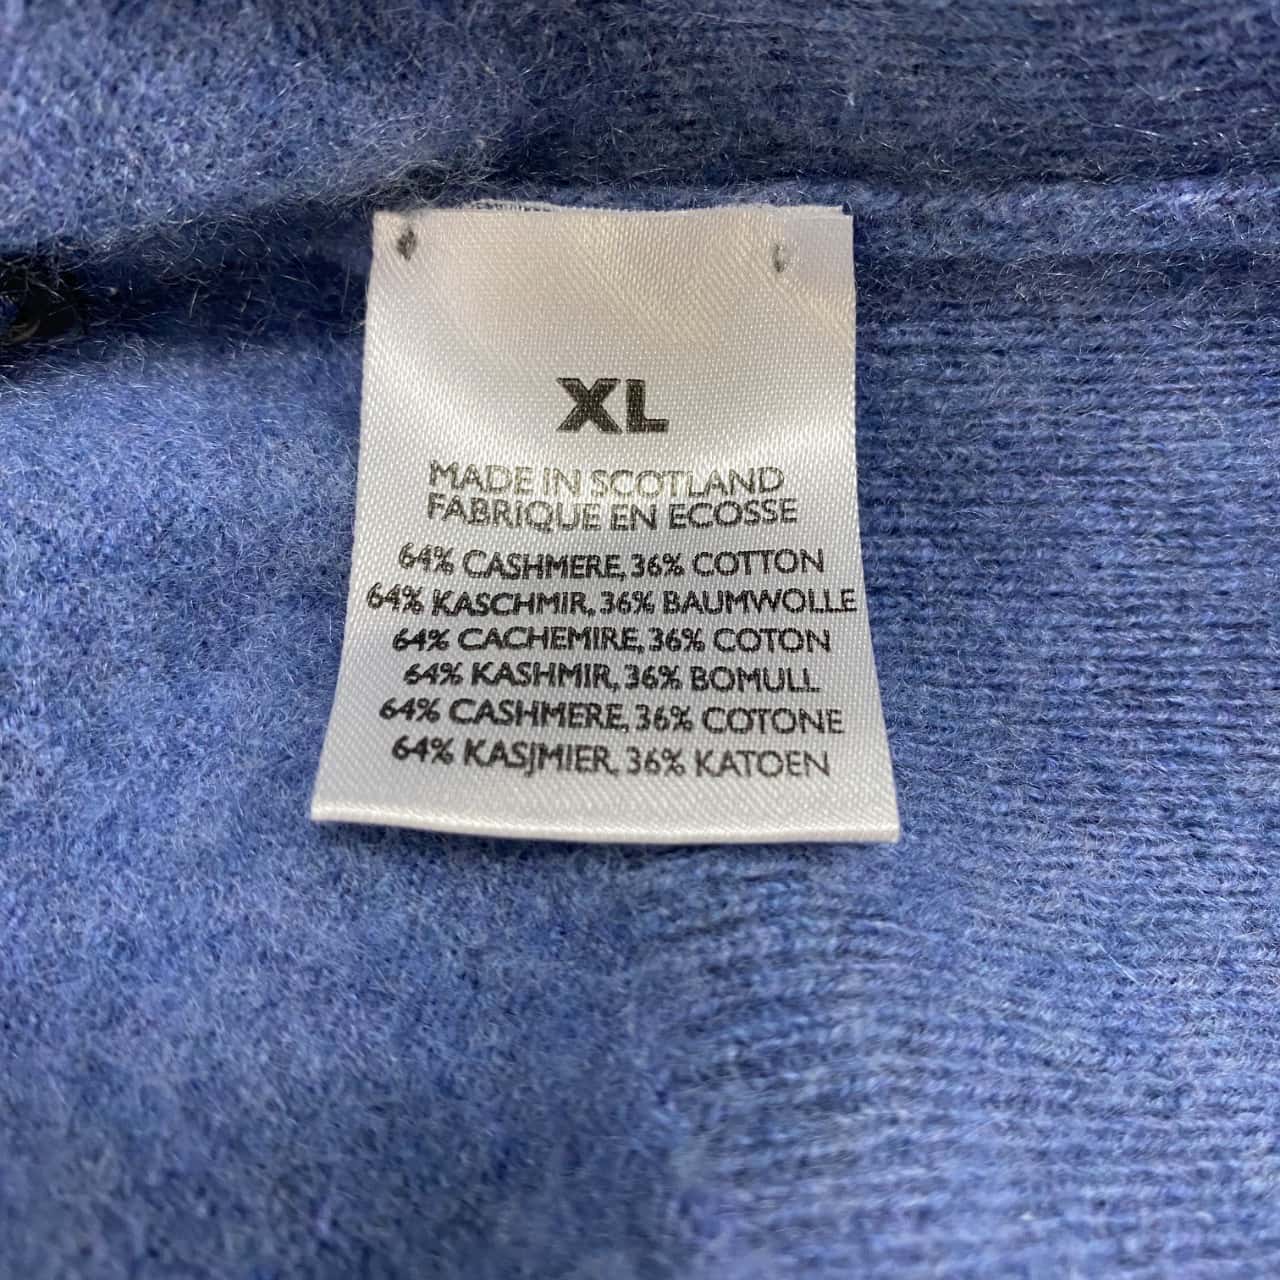 XL
MADE IN SCOTLAND
FABRIQUE EN ECOSSE
64% CASHMERE, 36% COTTON
64% KASCHMIR, 36% BAUMWOLLE
64% CACHEMIRE, 36% COTON
64% KASHMIR, 36% BOMULL
64% CASHMERE, 36% COTONE
64% KASJMIER, 36% KATOEN